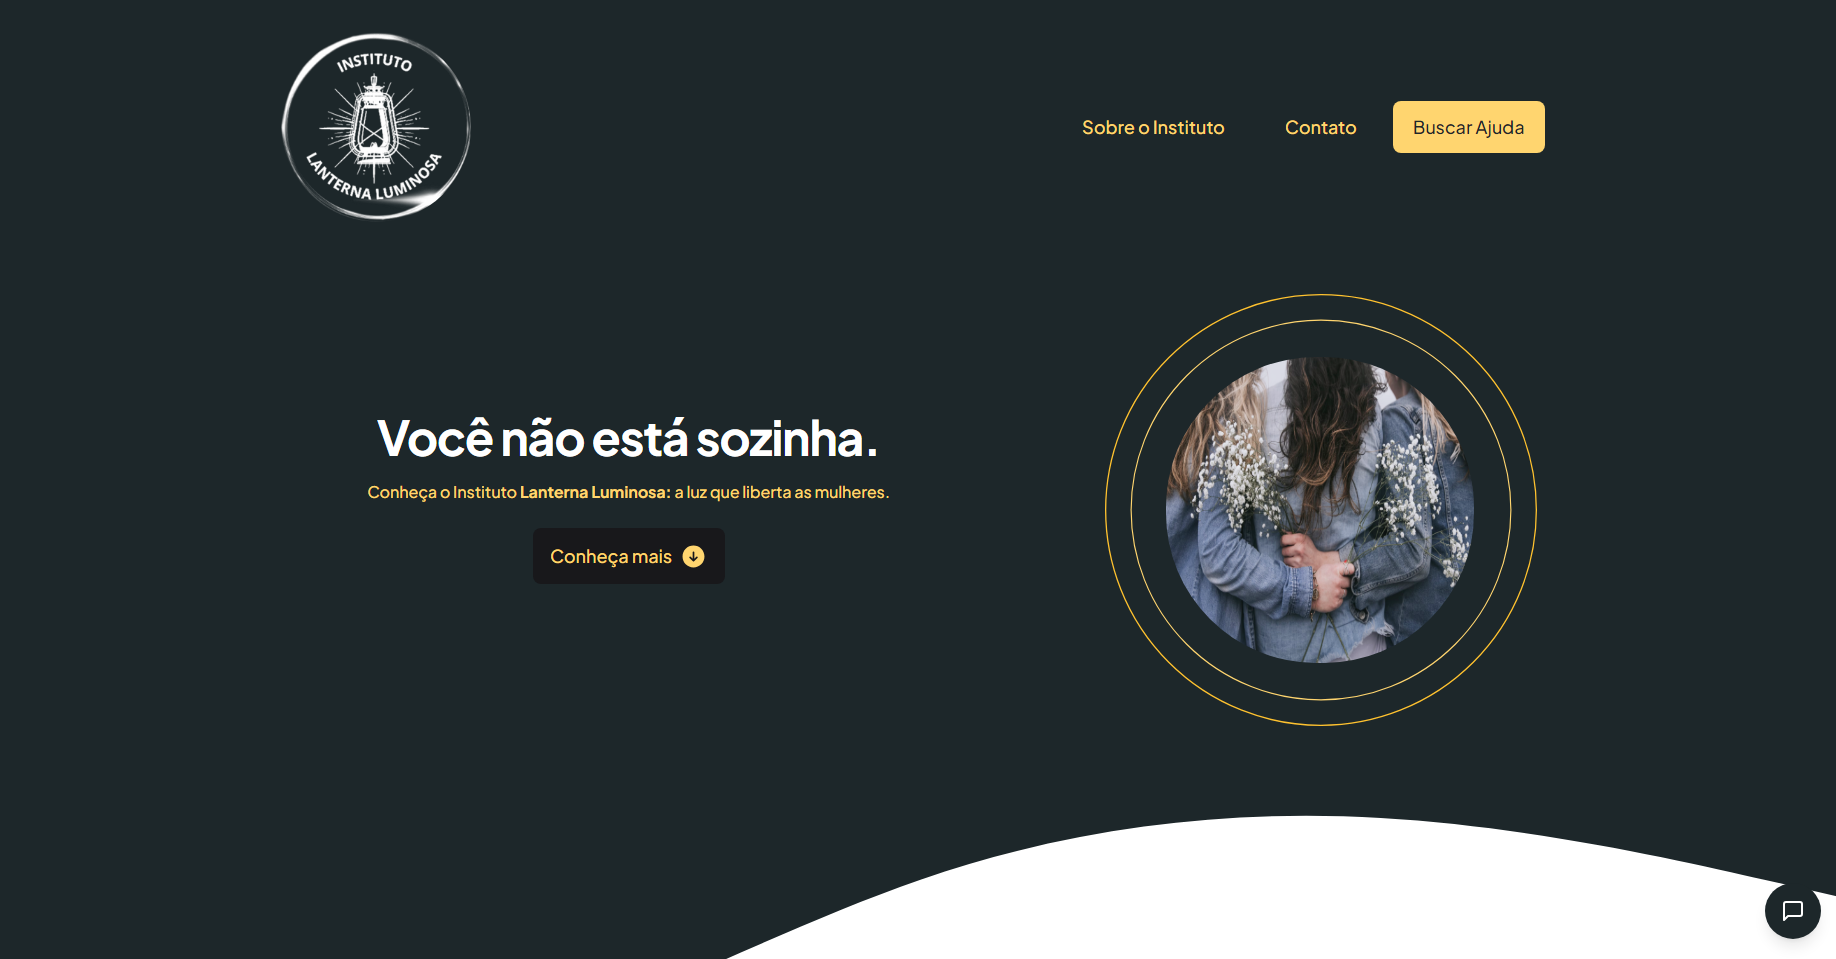 INSTITUTO
LANTERNA LUMINOSA
Sobre o Instituto
Contato
Buscar Ajuda
Você não está sozinha.
Conheça o Instituto Lanterna Luminosa: a luz que liberta as mulheres.
Conheça mais